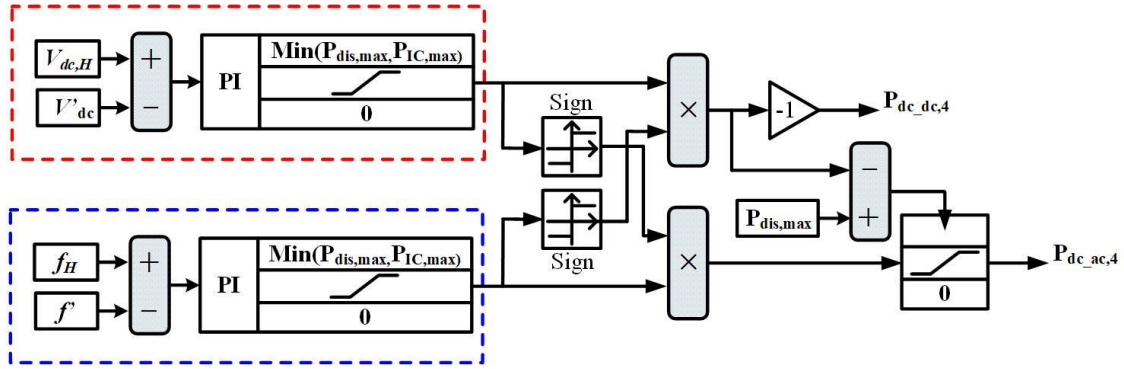 V_dc,H
+
V'_dc
−
PI
Min(P_dis,max,P_IC,max)
0
Sign
×
-1
P_dc_dc,4
−
P_dis,max
+
f_H
+
f'
−
PI
Min(P_dis,max,P_IC,max)
0
Sign
×
0
P_dc_ac,4